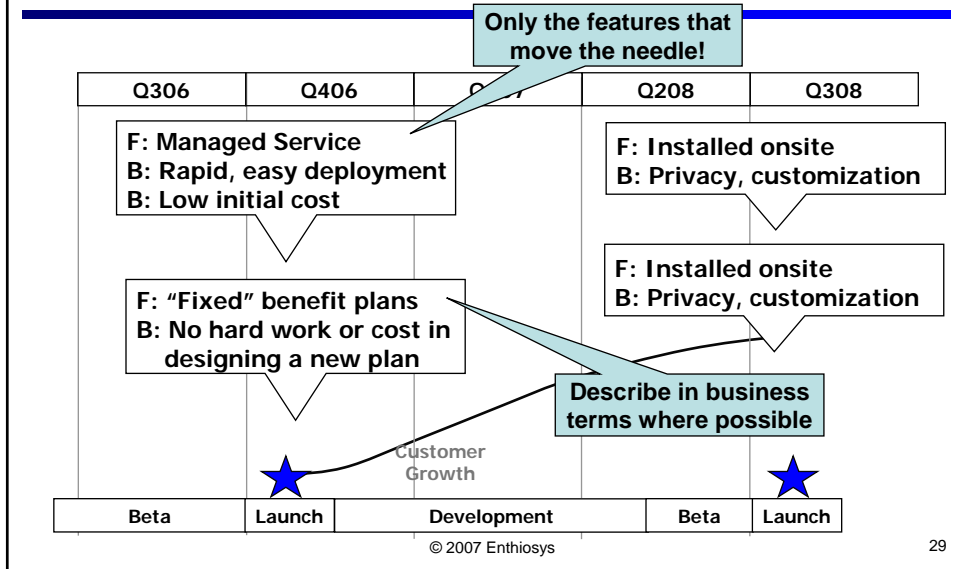 Only the features that
move the needle!
Q306
Q406
Q208
Q308
F: Managed Service
B: Rapid, easy deployment
B: Low initial cost
F: Installed onsite
B: Privacy, customization
F: "Fixed" benefit plans
B: No hard work or cost in
designing a new plan
F: Installed onsite
B: Privacy, customization
Describe in business
terms where possible
Customer
Growth
Beta
Launch
Development
Beta
Launch
© 2007 Enthiosys
29